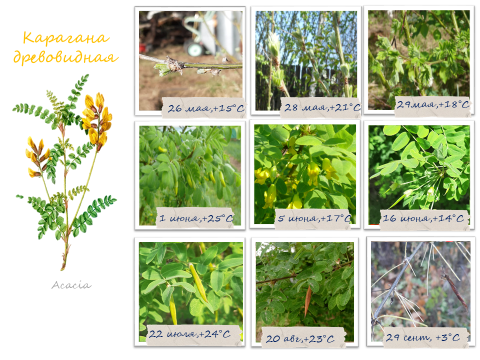 Карагана
древовидная
26 мая,+15°C
28 мая,+21°C
29мая,+18°C
1 июня,+25°C
5 июня,+17°C
16 июня,+14°C
22 июля,+24°C
20 авг,+23°C
29 сент, +3°C
Acacia